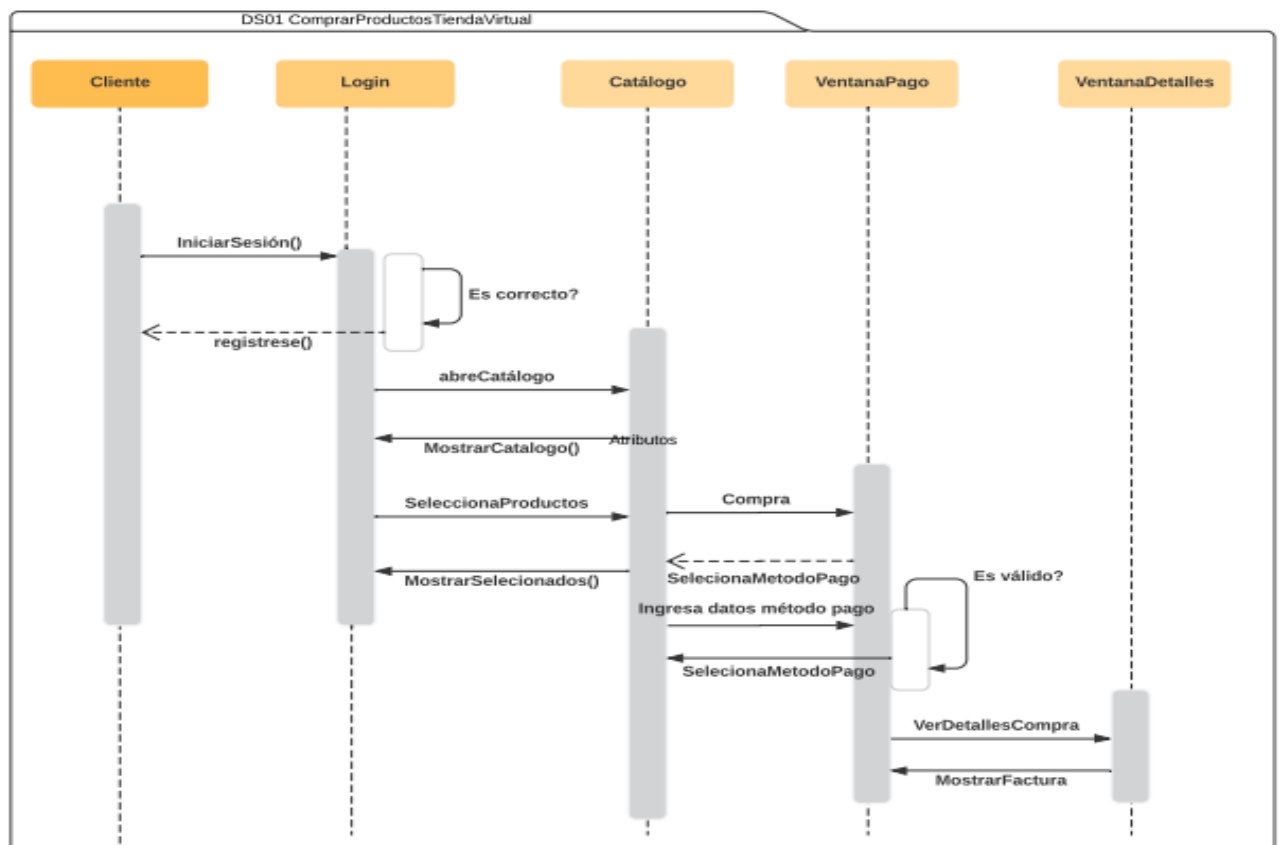 DS01 ComprarProductosTiendaVirtual
Cliente
Login
Catálogo
VentanaPago
VentanaDetalles
IniciarSesión()
Es correcto?
registrese()
abreCatálogo
Atributos
MostrarCatalogo()
SeleccionaProductos
Compra
MostrarSelecionados()
SelecionaMetodoPago
Es válido?
Ingresa datos método pago
SelecionaMetodoPago
VerDetallesCompra
MostrarFactura